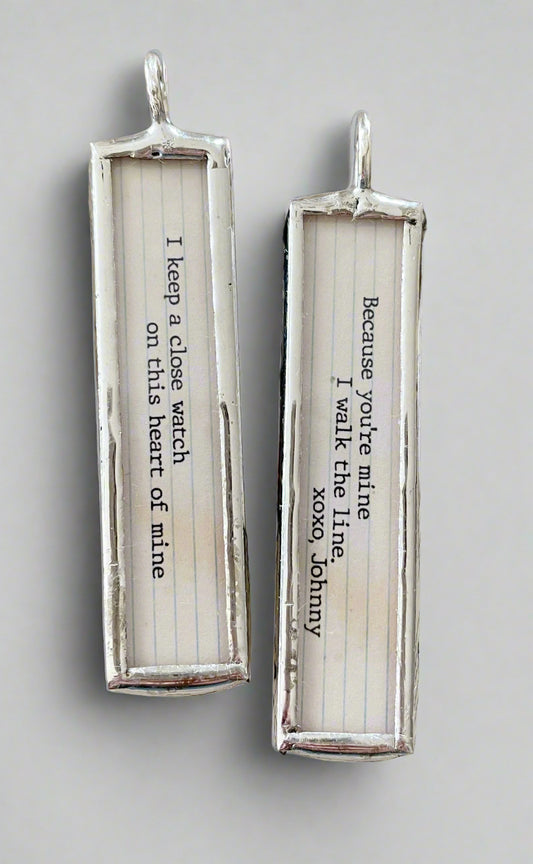 I keep a close watch
on this heart of mine
Because you're mine
I walk the line.
xoxo, Johnny